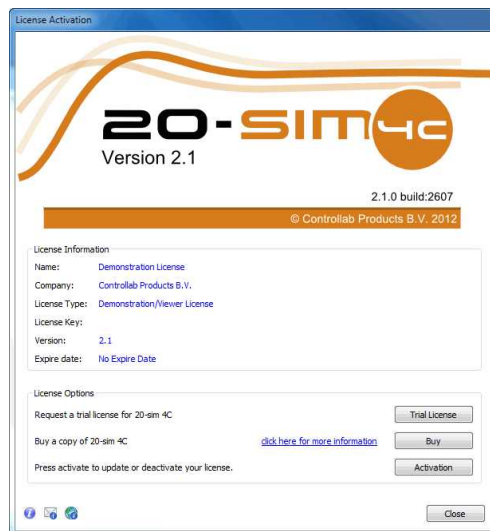 License Activation
20-SIM 4C
Version 2.1
2.1.0 build:2607
© Controllab Products B.V. 2012
License Information
Name: Demonstration License
Company: Controllab Products B.V.
License Type: Demonstration/Viewer License
License Key:
Version: 2.1
Expire date: No Expire Date
License Options
Request a trial license for 20-sim 4C Trial License
Buy a copy of 20-sim 4C click here for more information Buy
Press activate to update or deactivate your license. Activation
Close